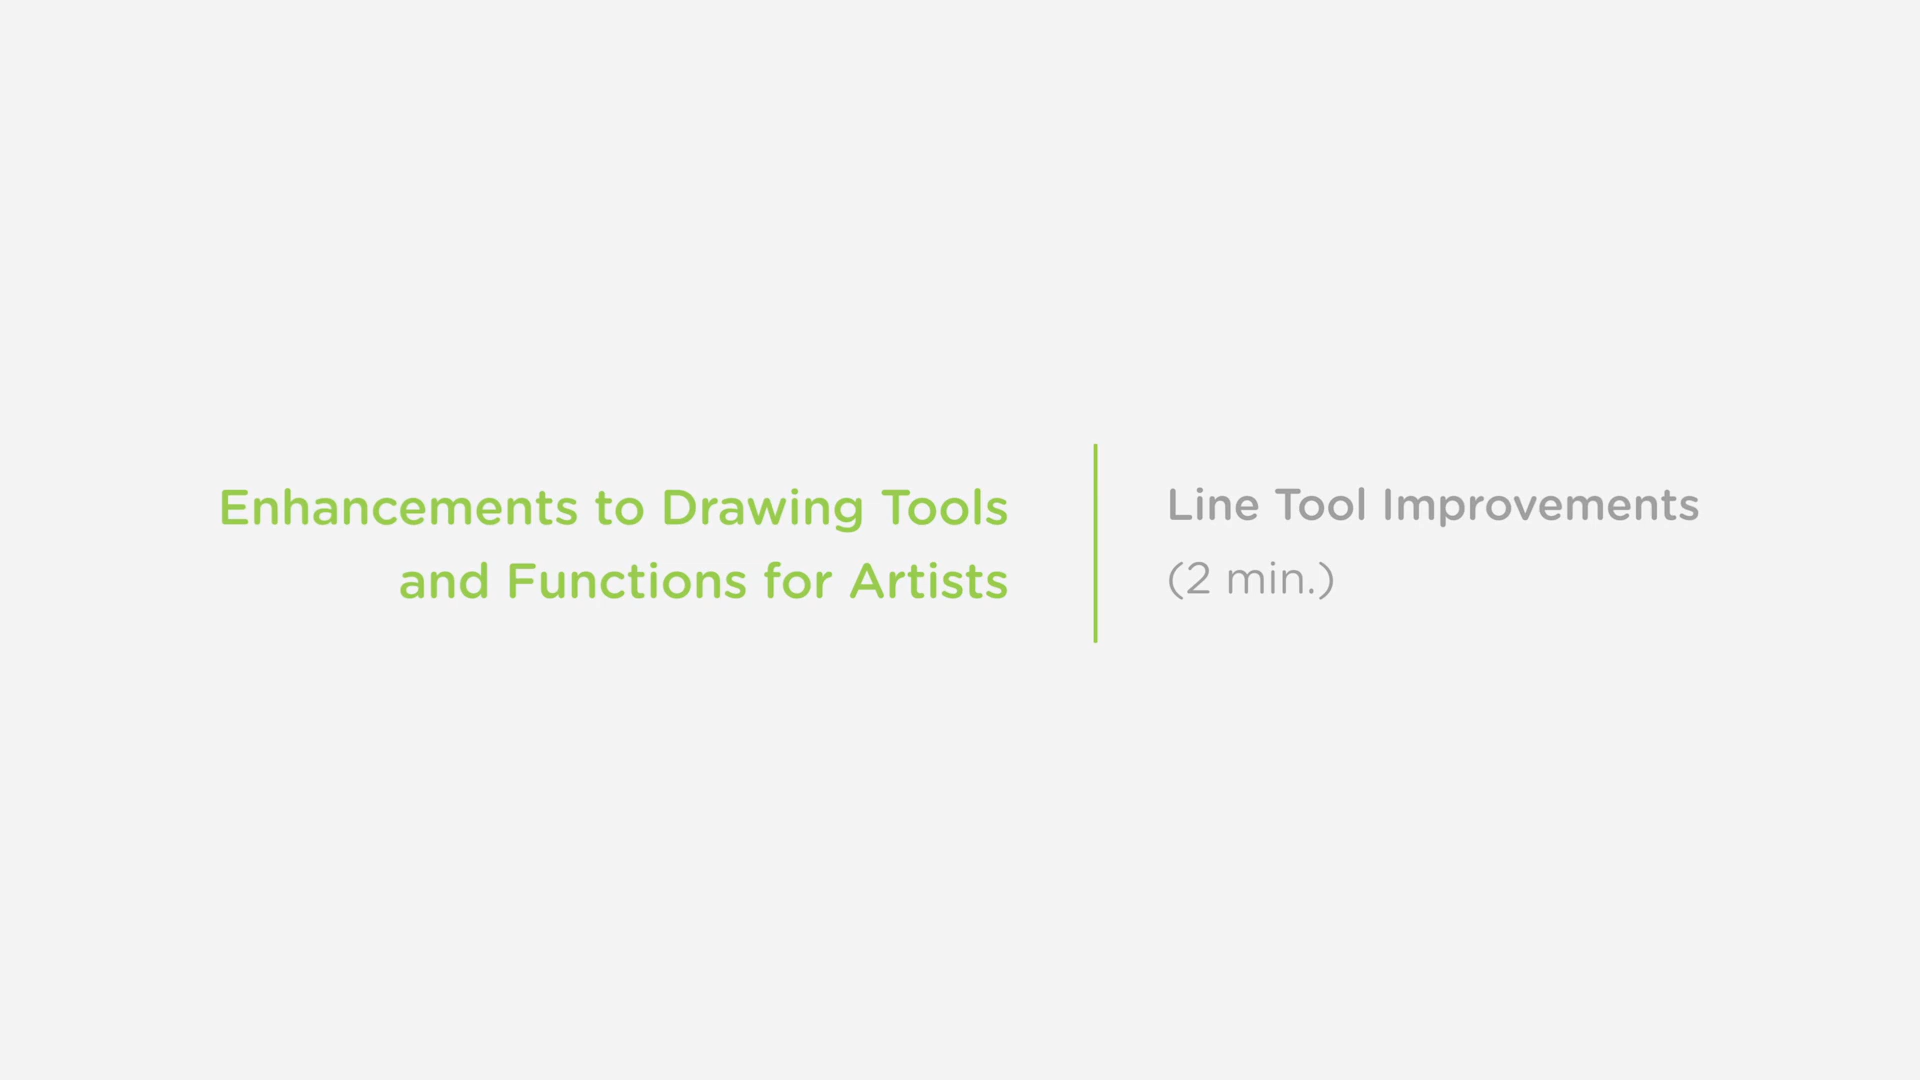 Enhancements to Drawing Tools
and Functions for Artists
Line Tool Improvements
(2 min.)